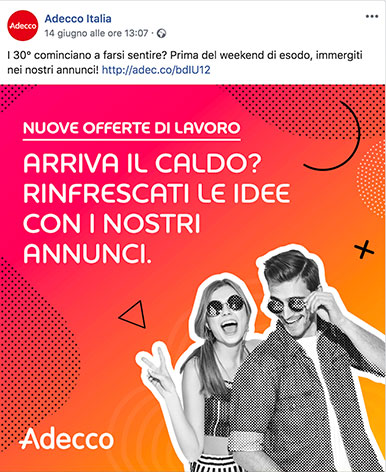 Adecco
Adecco Italia
14 giugno alle ore 13:07 ·
I 30° cominciano a farsi sentire? Prima del weekend di esodo, immergiti
nei nostri annunci! http://adec.co/bdIU12
NUOVE OFFERTE DI LAVORO
ARRIVA IL CALDO?
RINFRESCATI LE IDEE
CON I NOSTRI
ANNUNCI.
Adecco